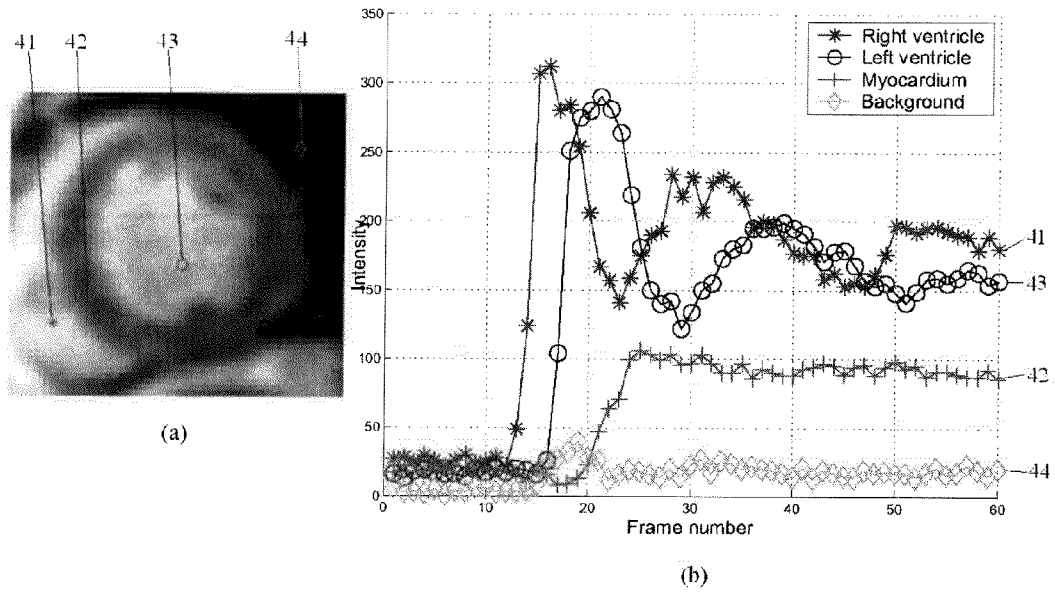 41 42 43 44
(a)
(b)
350
300
250
200
150
100
50
0
Intensity
0 10 20 30 40 50 60
Frame number
Right ventricle
Left ventricle
Myocardium
Background
41
43
42
44
(b)